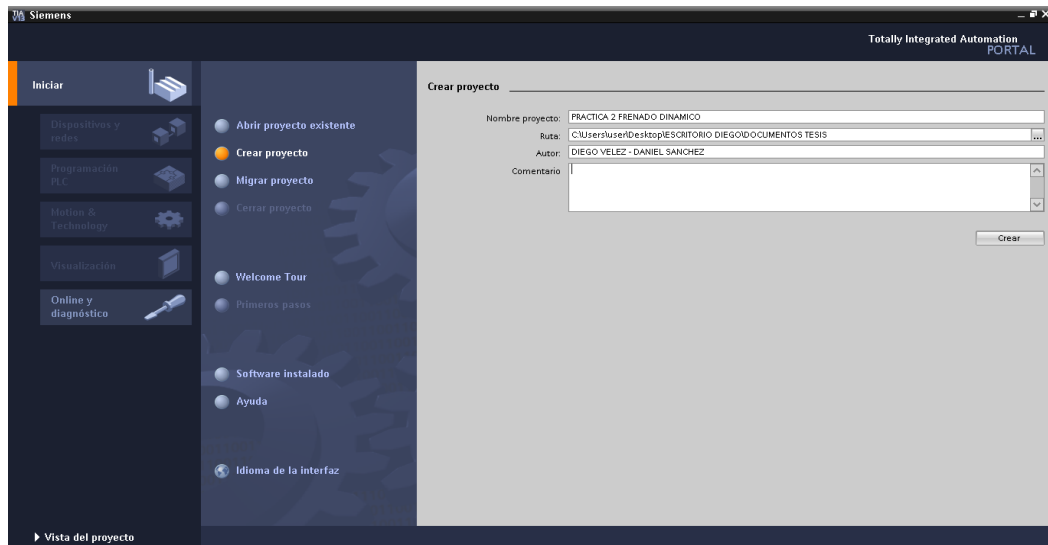 Siemens
Totally Integrated Automation
PORTAL
Iniciar
Dispositivos y
redes
Programación
PLC
Motion &
Technology
Visualización
Online y
diagnóstico
Abrir proyecto existente
Crear proyecto
Migrar proyecto
Cerrar proyecto
Welcome Tour
Primeros pasos
Software instalado
Ayuda
Idioma de la interfaz
Crear proyecto
Nombre proyecto: PRACTICA 2 FRENADO DINAMICO
Ruta: C:\Users\user\Desktop\ESCRITORIO DIEGO\DOCUMENTOS TESIS ...
Autor: DIEGO VELEZ - DANIEL SANCHEZ
Comentario
Crear
Vista del proyecto